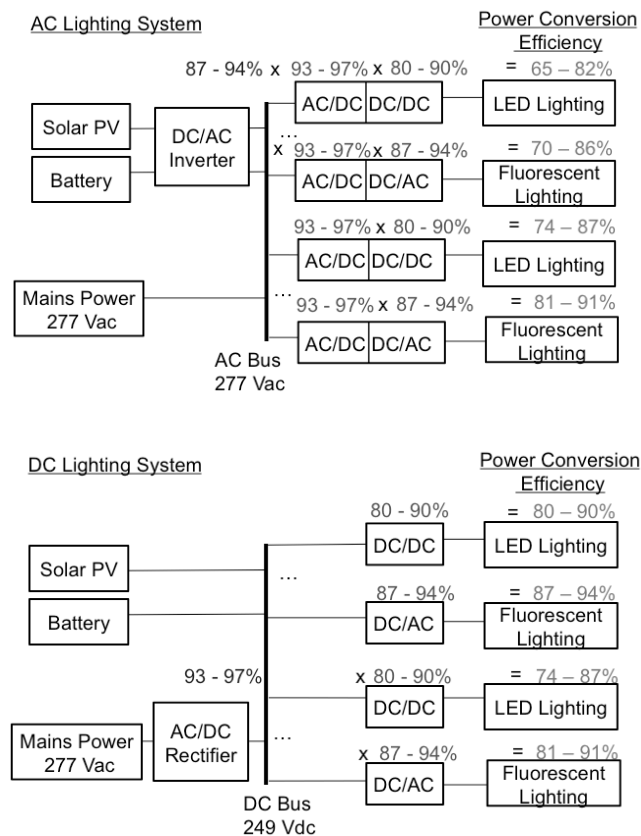 AC Lighting System
Power Conversion
Efficiency
87 - 94% x 93 - 97% x 80 - 90% = 65 – 82%
Solar PV
Battery
DC/AC
Inverter
AC/DC DC/DC
LED Lighting
...
x 93 - 97% x 87 - 94% = 70 – 86%
AC/DC DC/AC
Fluorescent
Lighting
93 - 97% x 80 - 90% = 74 – 87%
AC/DC DC/DC
LED Lighting
Mains Power
277 Vac
...
93 - 97% x 87 - 94% = 81 – 91%
AC/DC DC/AC
Fluorescent
Lighting
AC Bus
277 Vac
DC Lighting System
Power Conversion
Efficiency
80 - 90% = 80 – 90%
Solar PV
DC/DC
LED Lighting
...
Battery
87 - 94% = 87 – 94%
DC/AC
Fluorescent
Lighting
93 - 97% x 80 - 90% = 74 – 87%
DC/DC
LED Lighting
Mains Power
277 Vac
AC/DC
Rectifier
...
x 87 - 94% = 81 – 91%
DC/AC
Fluorescent
Lighting
DC Bus
249 Vdc